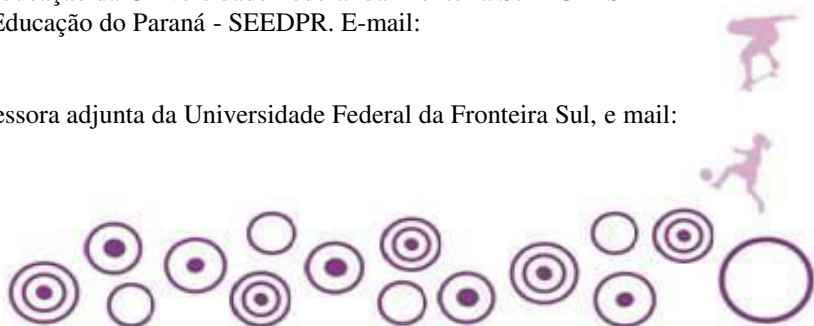 Educação do Paraná - SEEDPR. E-mail:
essora adjunta da Universidade Federal da Fronteira Sul, e mail: